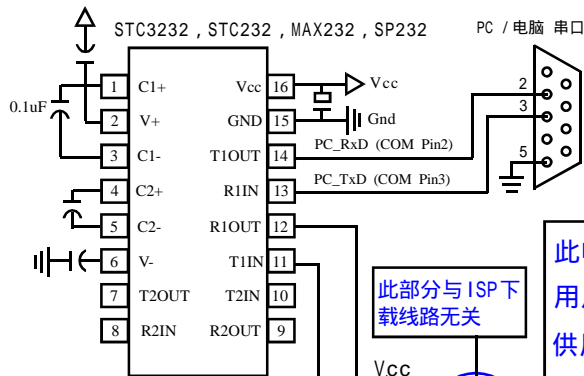 STC3232，STC232，MAX232，SP232
PC /电脑 串口
0.1uF
1 C1+ Vcc 16 Vcc
2 V+ GND 15 Gnd
3 C1- T1OUT 14 PC_RxD (COM Pin2)
4 C2+ R1IN 13 PC_TxD (COM Pin3)
5 C2- R1OUT 12
6 V- T1IN 11
7 T2OUT T2IN 10
8 R2IN R2OUT 9
2
3
5
此部分与ISP下
载线路无关
Vcc
此
用
供